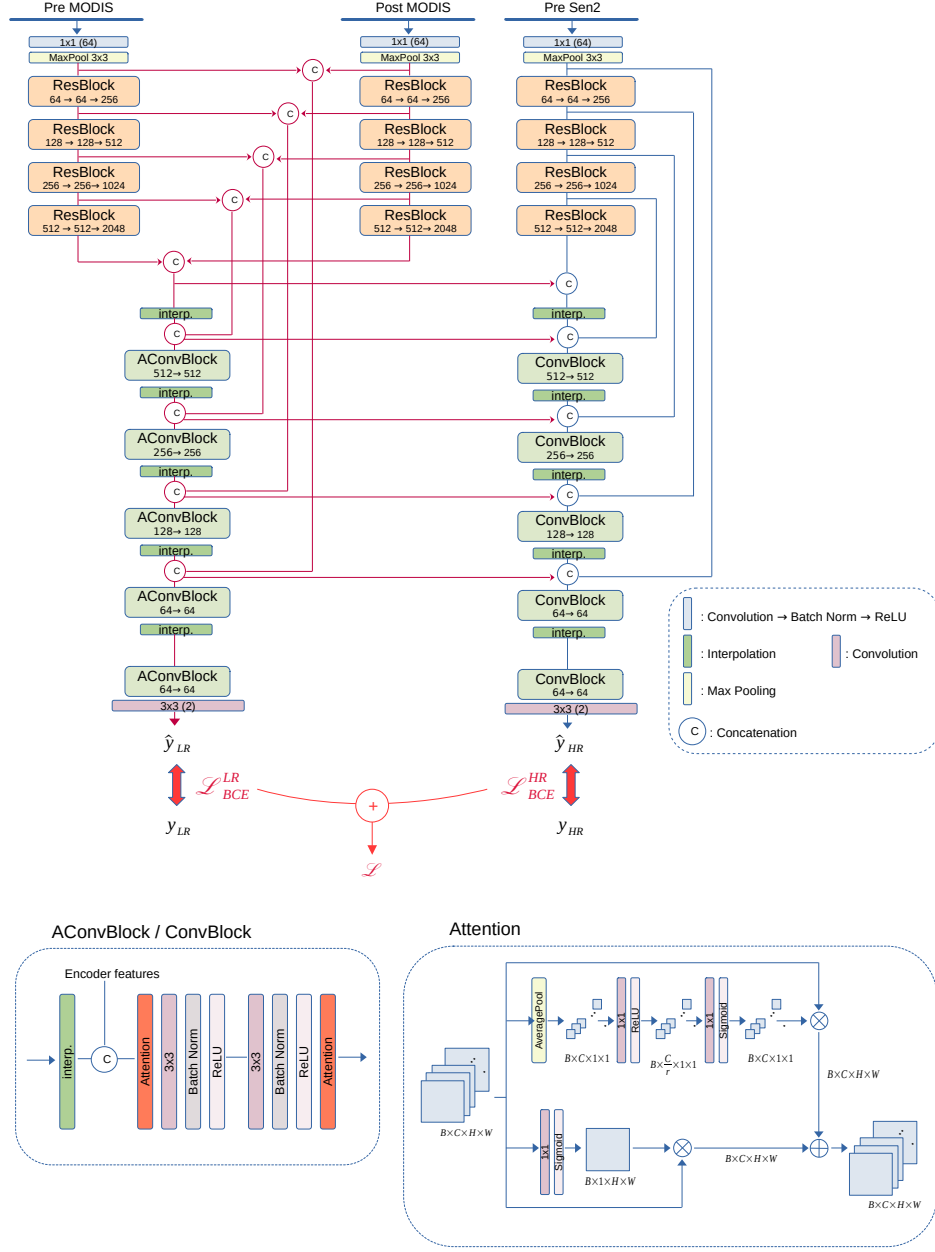 Pre MODIS
Post MODIS
Pre Sen2
1x1 (64)
1x1 (64)
1x1 (64)
MaxPool 3x3
MaxPool 3x3
MaxPool 3x3
C
ResBlock
64 → 64 → 256
ResBlock
64 → 64 → 256
ResBlock
64 → 64 → 256
C
ResBlock
128 → 128→ 512
ResBlock
128 → 128→ 512
ResBlock
128 → 128→ 512
C
ResBlock
256 → 256→ 1024
ResBlock
256 → 256→ 1024
ResBlock
256 → 256→ 1024
C
ResBlock
512 → 512→ 2048
ResBlock
512 → 512→ 2048
ResBlock
512 → 512→ 2048
C
C
interp.
interp.
C
C
AConvBlock
512→ 512
ConvBlock
512→ 512
interp.
interp.
C
C
AConvBlock
256→ 256
ConvBlock
256→ 256
interp.
interp.
C
C
AConvBlock
128→ 128
ConvBlock
128→ 128
interp.
interp.
C
C
AConvBlock
64→ 64
ConvBlock
64→ 64
interp.
interp.
AConvBlock
64→ 64
ConvBlock
64→ 64
3x3 (2)
3x3 (2)
: Convolution → Batch Norm → ReLU
: Interpolation
: Convolution
: Max Pooling
C : Concatenation
ŷ LR
ŷ HR
ℒ LR BCE
ℒ HR BCE
+
y LR
y HR
ℒ
AConvBlock / ConvBlock
Encoder features
interp.
C
Attention
3x3
Batch Norm
ReLU
3x3
Batch Norm
ReLU
Attention
Attention
B×C×H×W
AveragePool
B×C×1×1
1x1
ReLU
B×C/r×1×1
1x1
Sigmoid
B×C×1×1
B×C×H×W
1x1
Sigmoid
B×1×H×W
B×C×H×W
B×C×H×W